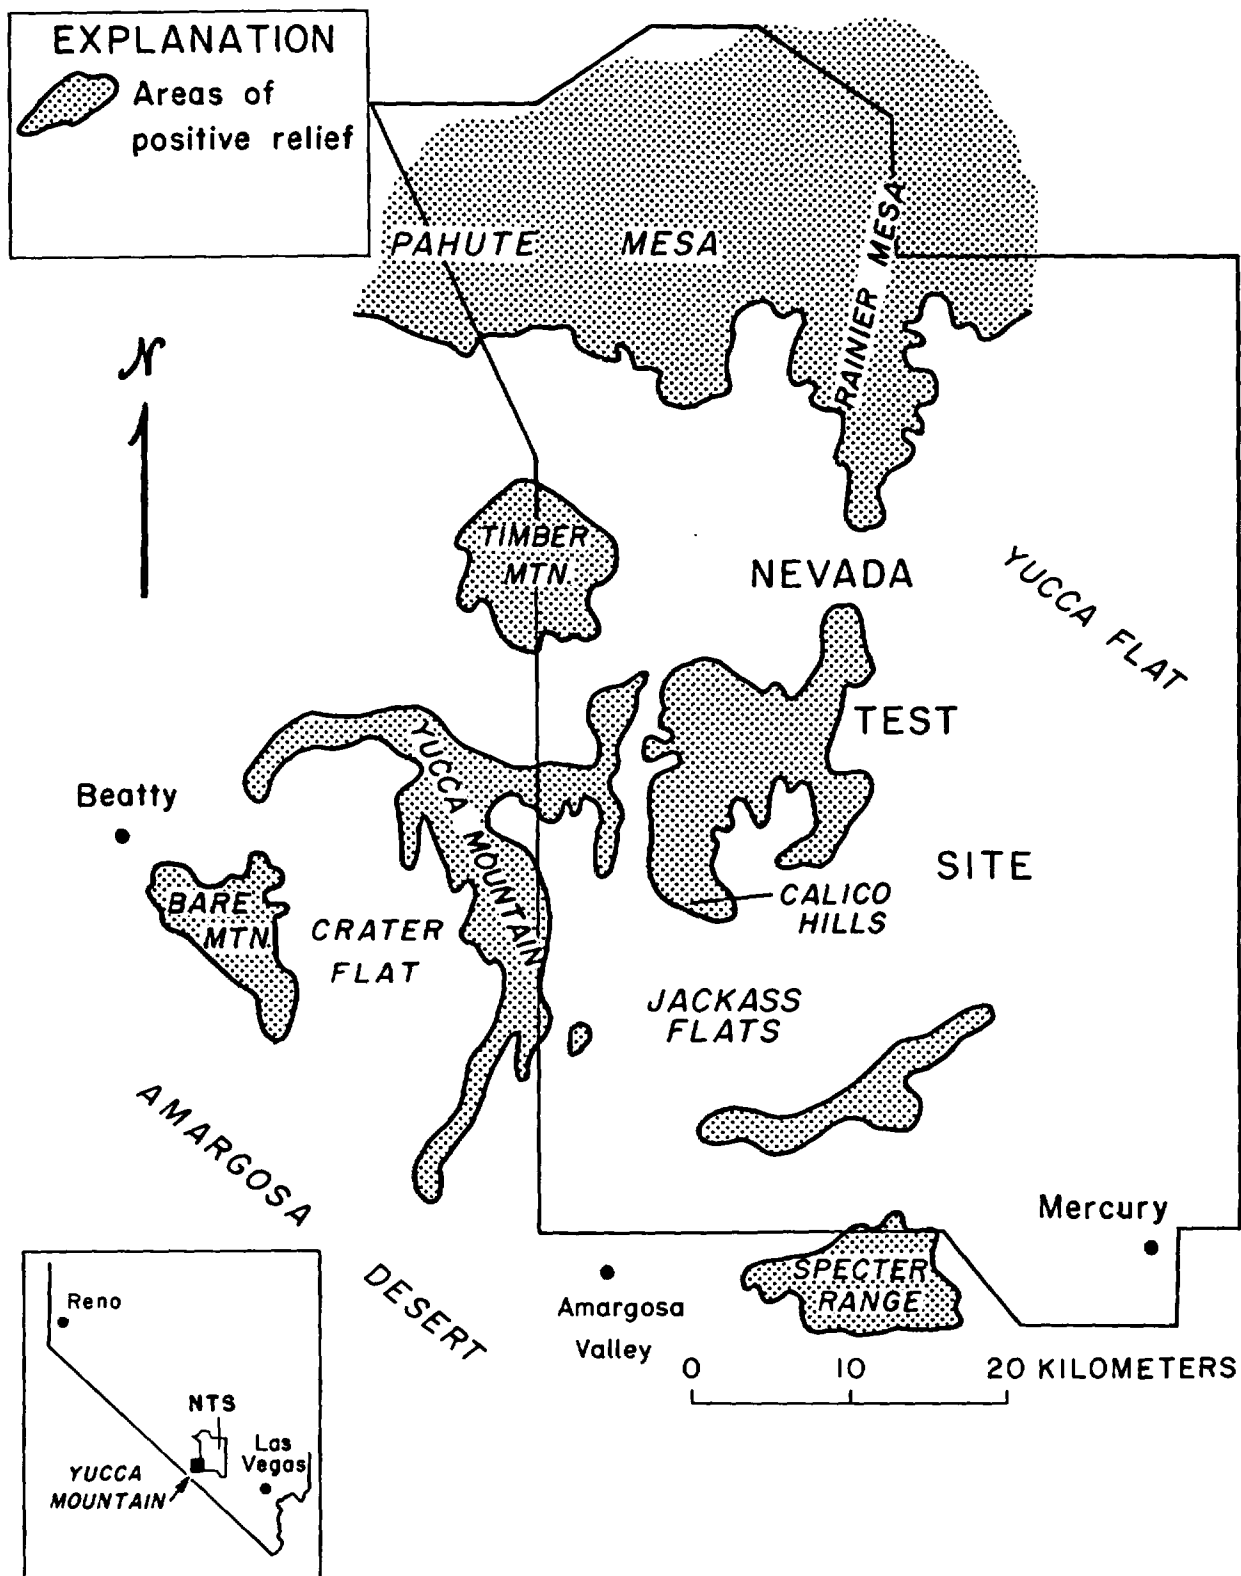 EXPLANATION
Areas of
positive relief
PAHUTE MESA
RAINIER MESA
N
TIMBER
MTN.
NEVADA
YUCCA FLAT
TEST
YUCCA MOUNTAIN
Beatty
SITE
CALICO
HILLS
BARE
MTN.
CRATER
FLAT
JACKASS
FLATS
AMARGOSA
DESERT
Mercury
SPECTER
RANGE
Amargosa
Valley
0 10 20 KILOMETERS
Reno
NTS
Las
Vegas
YUCCA
MOUNTAIN